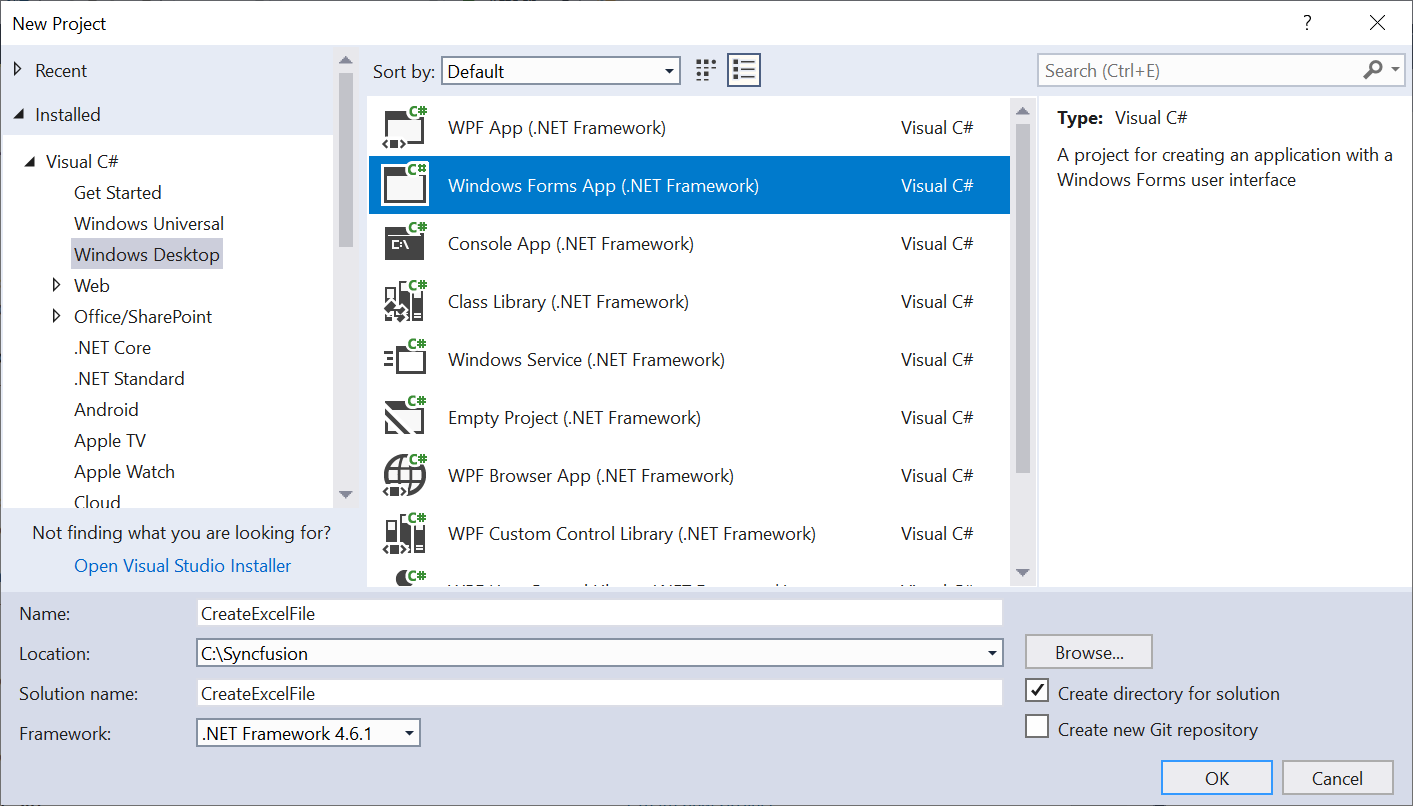 New Project
?
Recent
Installed
Visual C#
Get Started
Windows Universal
Windows Desktop
Web
Office/SharePoint
.NET Core
.NET Standard
Android
Apple TV
Apple Watch
Cloud
Not finding what you are looking for?
Open Visual Studio Installer
Sort by: Default
Search (Ctrl+E)
C# WPF App (.NET Framework) Visual C#
C# Windows Forms App (.NET Framework) Visual C#
C# C:\ Console App (.NET Framework) Visual C#
C# Class Library (.NET Framework) Visual C#
C# Windows Service (.NET Framework) Visual C#
C# Empty Project (.NET Framework) Visual C#
C# WPF Browser App (.NET Framework) Visual C#
C# WPF Custom Control Library (.NET Framework) Visual C#
C#
Type: Visual C#
A project for creating an application with a
Windows Forms user interface
Name: CreateExcelFile
Location: C:\Syncfusion
Browse...
Solution name: CreateExcelFile
Create directory for solution
Framework: .NET Framework 4.6.1
Create new Git repository
OK
Cancel